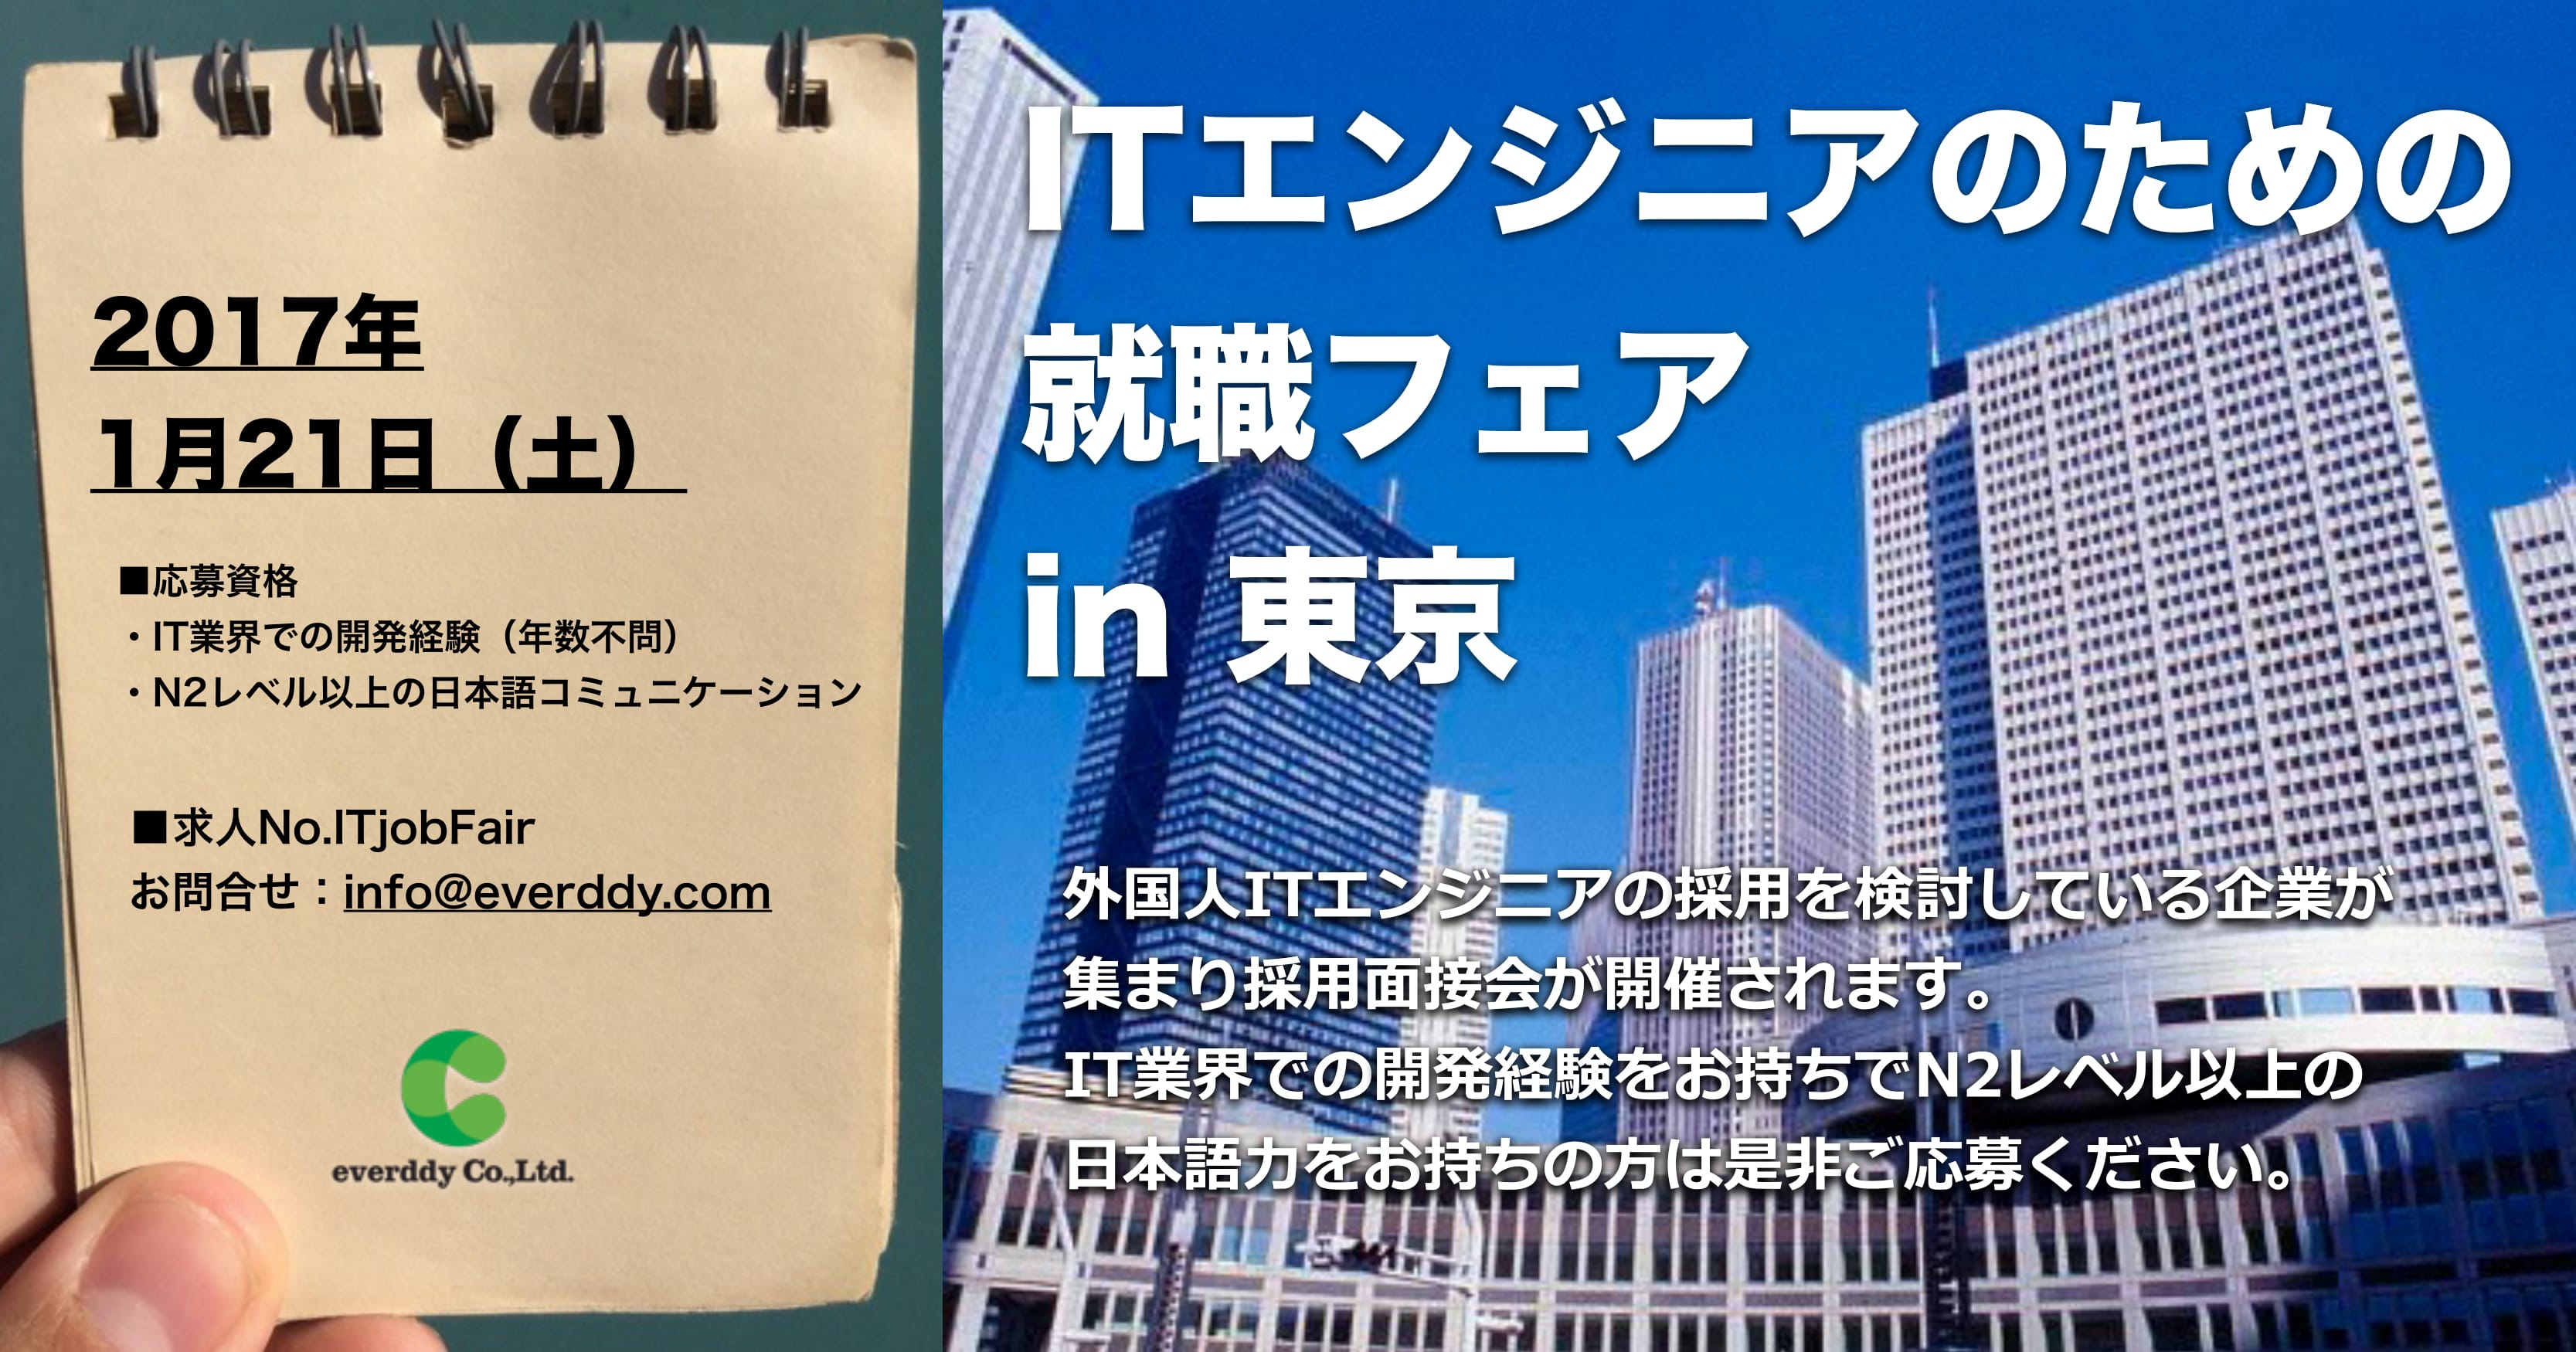 2017年
1月21日（土）
■応募資格
・IT業界での開発経験（年数不問）
・N2レベル以上の日本語コミュニケーション
■求人No.ITjobFair
お問合せ：info@everddy.com
everddy Co.,Ltd.
ITエンジニアのための
就職フェア
in 東京
外国人ITエンジニアの採用を検討している企業が
集まり採用面接会が開催されます。
IT業界での開発経験をお持ちでN2レベル以上の
日本語力をお持ちの方は是非ご応募ください。